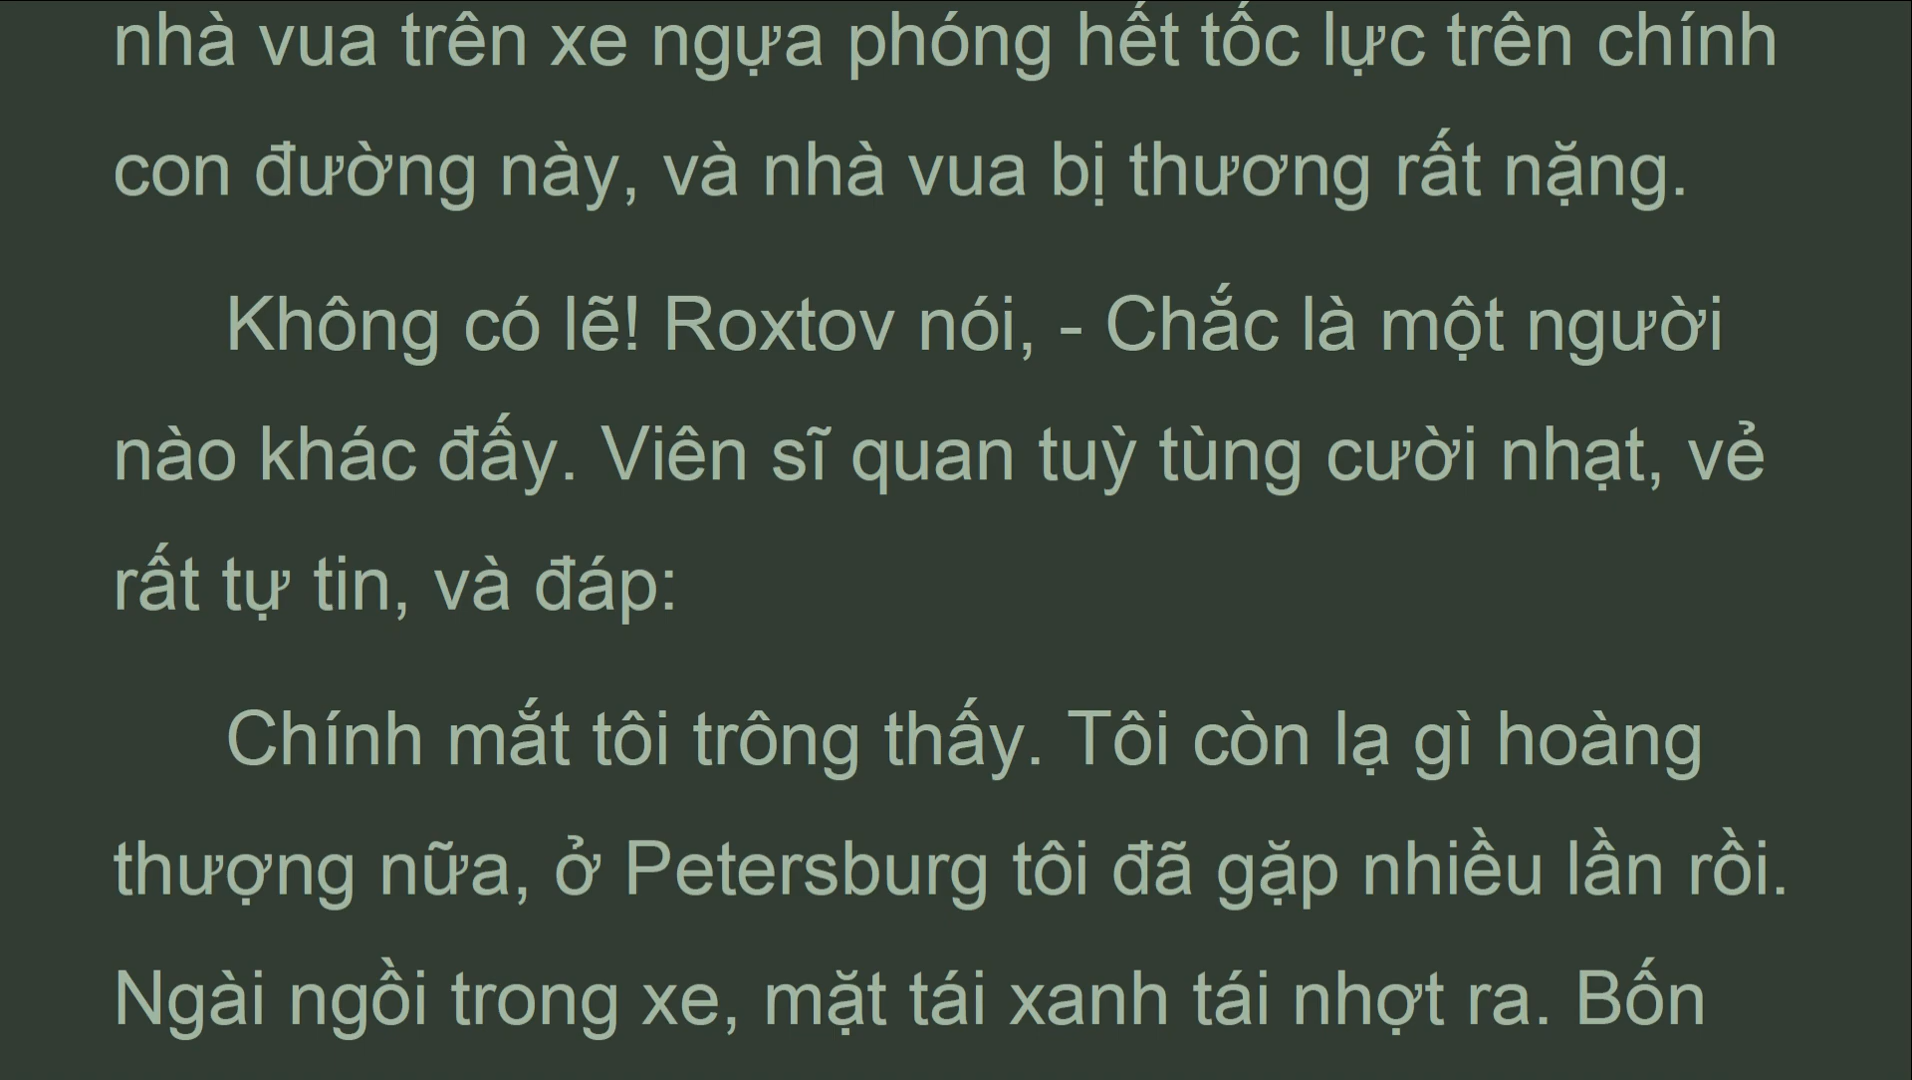 nhà vua trên xe ngựa phóng hết tốc lực trên chính
con đường này, và nhà vua bị thương rất nặng.
Không có lẽ! Roxtov nói, - Chắc là một người
nào khác đấy. Viên sĩ quan tuỳ tùng cười nhạt, vẻ
rất tự tin, và đáp:
Chính mắt tôi trông thấy. Tôi còn lạ gì hoàng
thượng nữa, ở Petersburg tôi đã gặp nhiều lần rồi.
Ngài ngồi trong xe, mặt tái xanh tái nhợt ra. Bốn